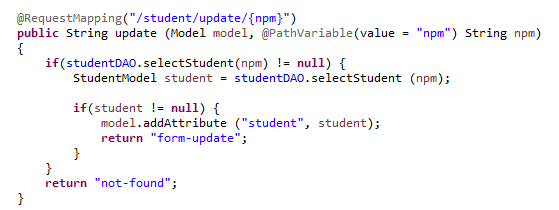 @RequestMapping("/student/update/{npm}")
public String update (Model model, @PathVariable(value = "npm") String npm)
{
    if(studentDAO.selectStudent(npm) != null) {
        StudentModel student = studentDAO.selectStudent (npm);

        if(student != null) {
            model.addAttribute ("student", student);
            return "form-update";
        }
    }
    return "not-found";
}